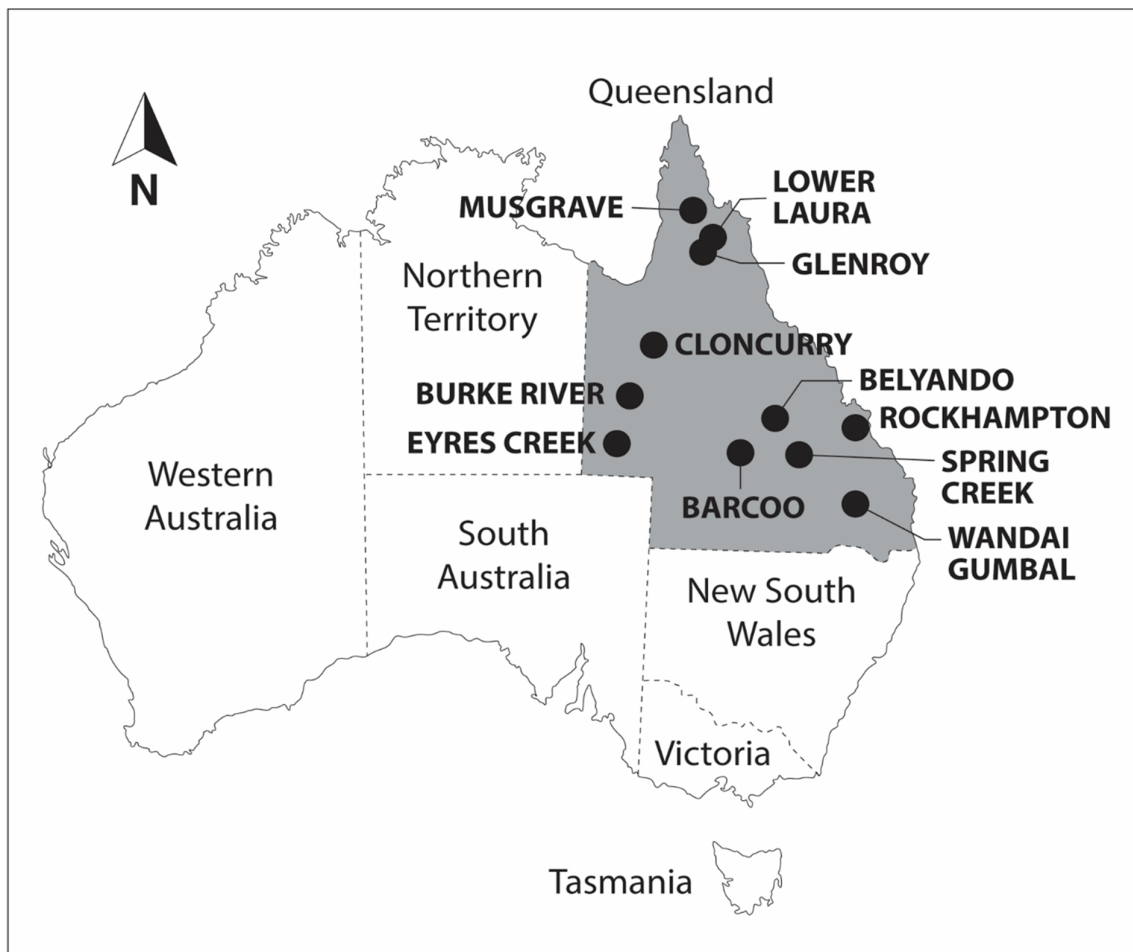 Queensland
N
MUSGRAVE
LOWER
LAURA
GLENROY
Northern
Territory
CLONCURRY
BURKE RIVER
BELYANDO
ROCKHAMPTON
EYRES CREEK
SPRING
CREEK
Western
Australia
BARCOO
WANDAI
GUMBAL
South
Australia
New South
Wales
Victoria
Tasmania